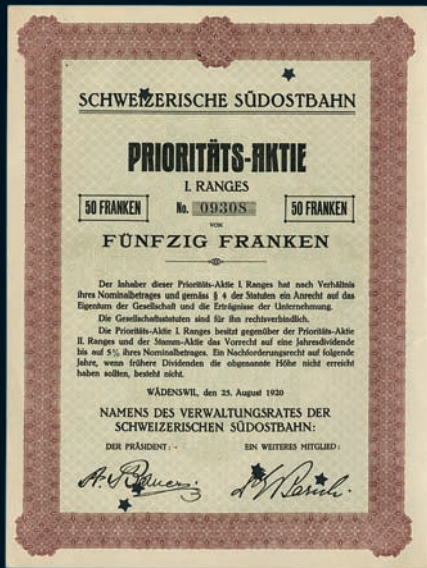 SCHWEIZERISCHE SÜDOSTBAHN
PRIORITÄTS-AKTIE
I. RANGES
50 FRANKEN No. 09308 50 FRANKEN
VON
FÜNFZIG FRANKEN
Der Inhaber dieser Prioritäts-Aktie I. Ranges hat nach Verhältnis
ihres Nominalbetrages und gemäss § 4 der Statuten ein Anrecht auf das
Eigentum der Gesellschaft und die Erträgnisse der Unternehmung.
Die Gesellschaftsstatuten sind für ihn rechtsverbindlich.
Die Prioritäts-Aktie I. Ranges besitzt gegenüber der Prioritäts-Aktie
II. Ranges und der Stamm-Aktie das Vorrecht auf eine Jahresdividende
bis auf 5% ihres Nominalbetrages. Ein Nachforderungsrecht auf folgende
Jahre, wenn frühere Dividenden die obgenannte Höhe nicht erreicht
haben sollten, besteht nicht.
WÄDENSWIL, den 25. August 1920
NAMENS DES VERWALTUNGSRATES DER
SCHWEIZERISCHEN SÜDOSTBAHN:
DER PRÄSIDENT: - EIN WEITERES MITGLIED: